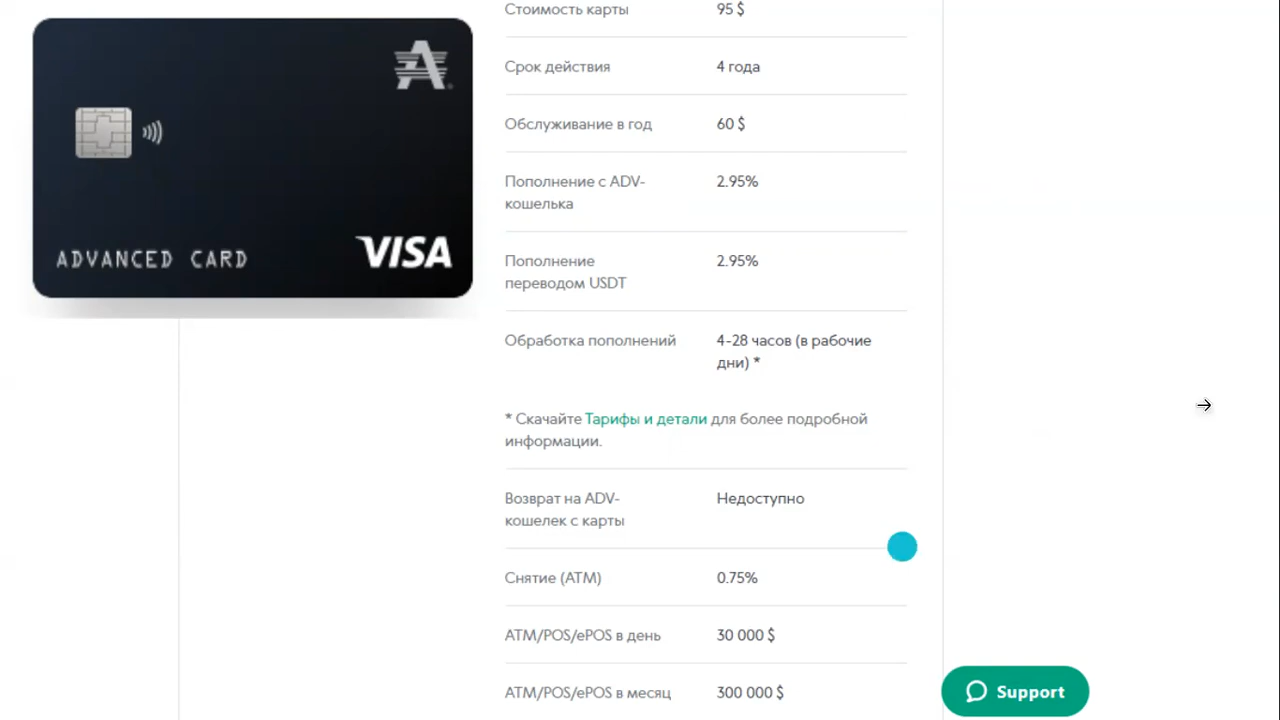 ADVANCED CARD
VISA
Стоимость карты 95 $
Срок действия 4 года
Обслуживание в год 60 $
Пополнение с ADV- 2.95%
кошелька
Пополнение 2.95%
переводом USDT
Обработка пополнений 4-28 часов (в рабочие
дни) *
* Скачайте Тарифы и детали для более подробной
информации.
Возврат на ADV- Недоступно
кошелек с карты
Снятие (ATM) 0.75%
ATM/POS/ePOS в день 30 000 $
ATM/POS/ePOS в месяц 300 000 $
Support